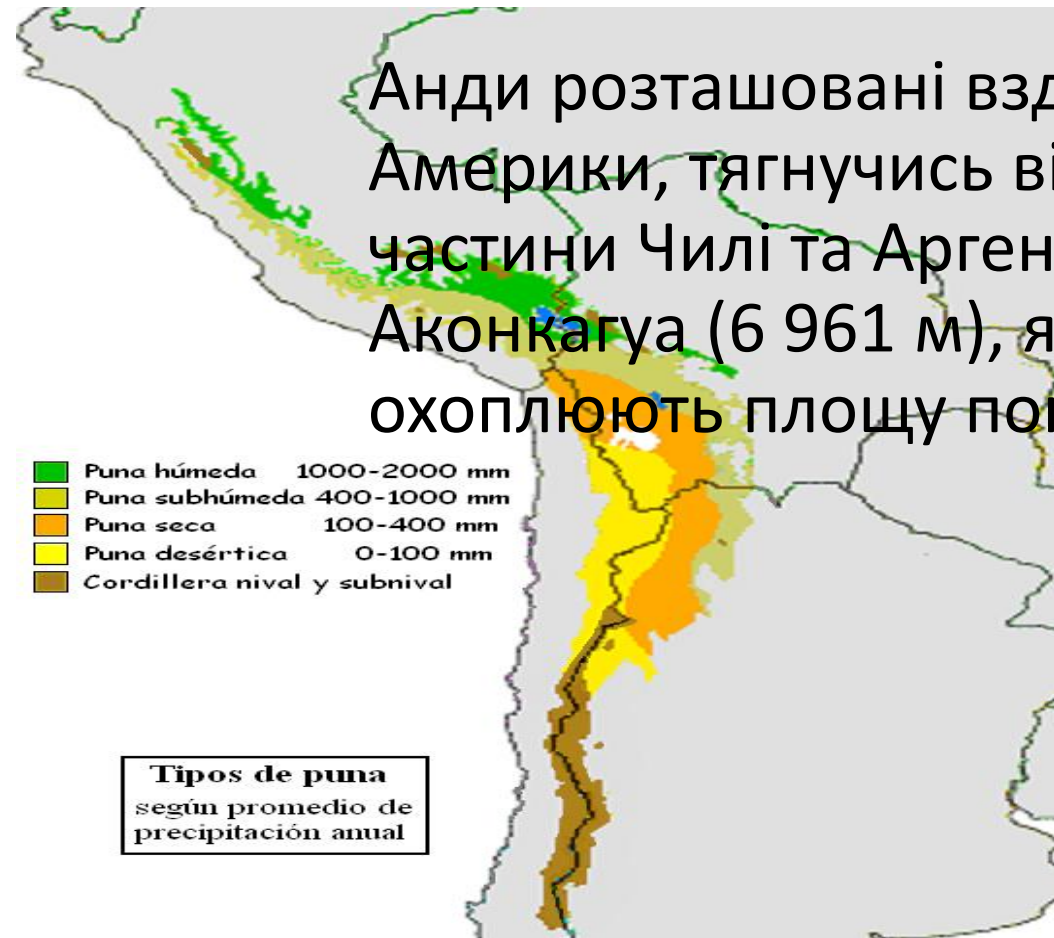 Анди розташовані взд
Америки, тягнучись ві
частини Чилі та Арген
Аконкагуа (6 961 м), я
охоплюють площу по
Puna húmeda 1000-2000 mm
Puna subhúmeda 400-1000 mm
Puna seca 100-400 mm
Puna desértica 0-100 mm
Cordillera nival y subnival
Tipos de puna
según promedio de
precipitación anual